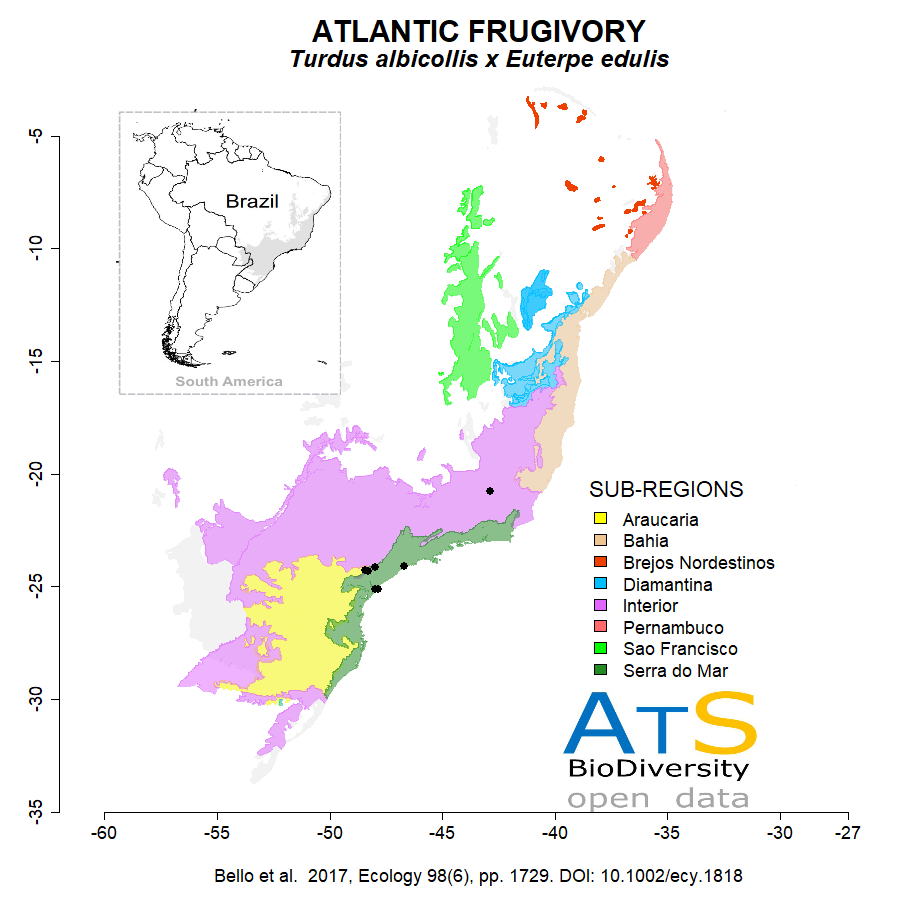 ATLANTIC FRUGIVORY
Turdus albicollis x Euterpe edulis
-5
-10
-15
-20
-25
-30
-35
Brazil
South America
SUB-REGIONS
Araucaria
Bahia
Brejos Nordestinos
Diamantina
Interior
Pernambuco
Sao Francisco
Serra do Mar
ATS
BioDiversity
open data
-60 -55 -50 -45 -40 -35 -30 -27
Bello et al. 2017, Ecology 98(6), pp. 1729. DOI: 10.1002/ecy.1818